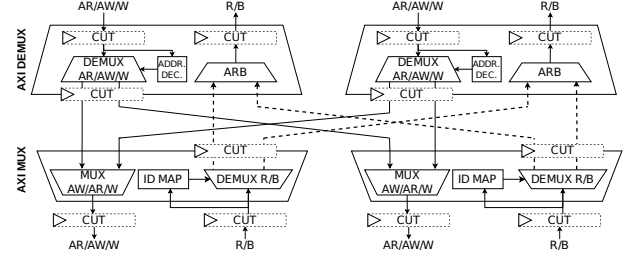 AR/AW/W R/B AR/AW/W R/B
CUT CUT CUT CUT
AXI DEMUX
DEMUX AR/AW/W
ADDR. DEC.
ARB
DEMUX AR/AW/W
ADDR. DEC.
ARB
CUT CUT
CUT CUT
AXI MUX
MUX AW/AR/W
ID MAP
DEMUX R/B
MUX AW/AR/W
ID MAP
DEMUX R/B
CUT CUT CUT CUT
AR/AW/W R/B AR/AW/W R/B